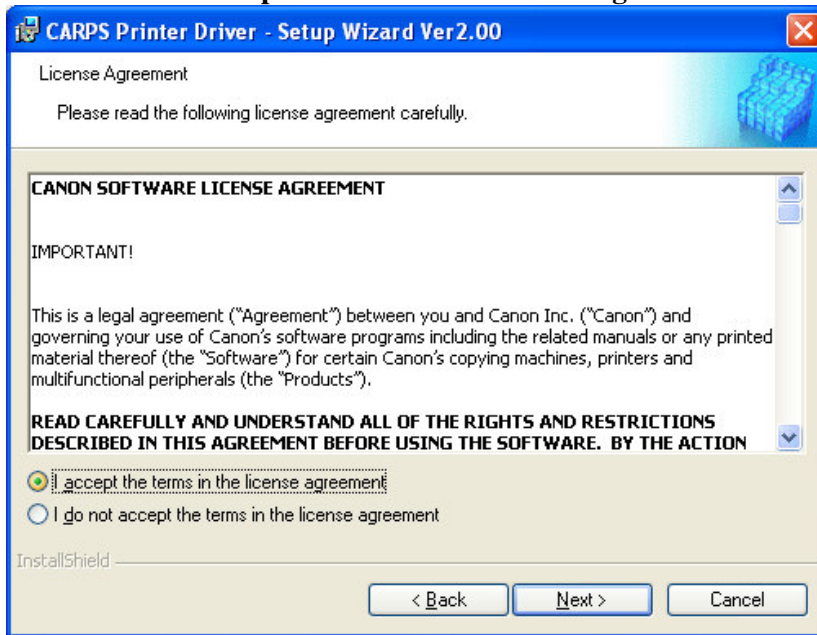 CARPS Printer Driver - Setup Wizard Ver2.00
License Agreement
Please read the following license agreement carefully.
CANON SOFTWARE LICENSE AGREEMENT
IMPORTANT!
This is a legal agreement ("Agreement") between you and Canon Inc. ("Canon") and
governing your use of Canon's software programs including the related manuals or any printed
material thereof (the "Software") for certain Canon's copying machines, printers and
multifunctional peripherals (the "Products").
READ CAREFULLY AND UNDERSTAND ALL OF THE RIGHTS AND RESTRICTIONS
DESCRIBED IN THIS AGREEMENT BEFORE USING THE SOFTWARE. BY THE ACTION
I accept the terms in the license agreement
I do not accept the terms in the license agreement
InstallShield
< Back Next > Cancel